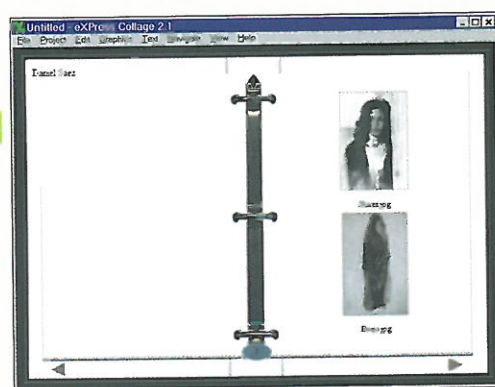 Untitled - eXPress Collage 2.1
File Project Edit Graphics Text Navigate View Help
Daniel Saez